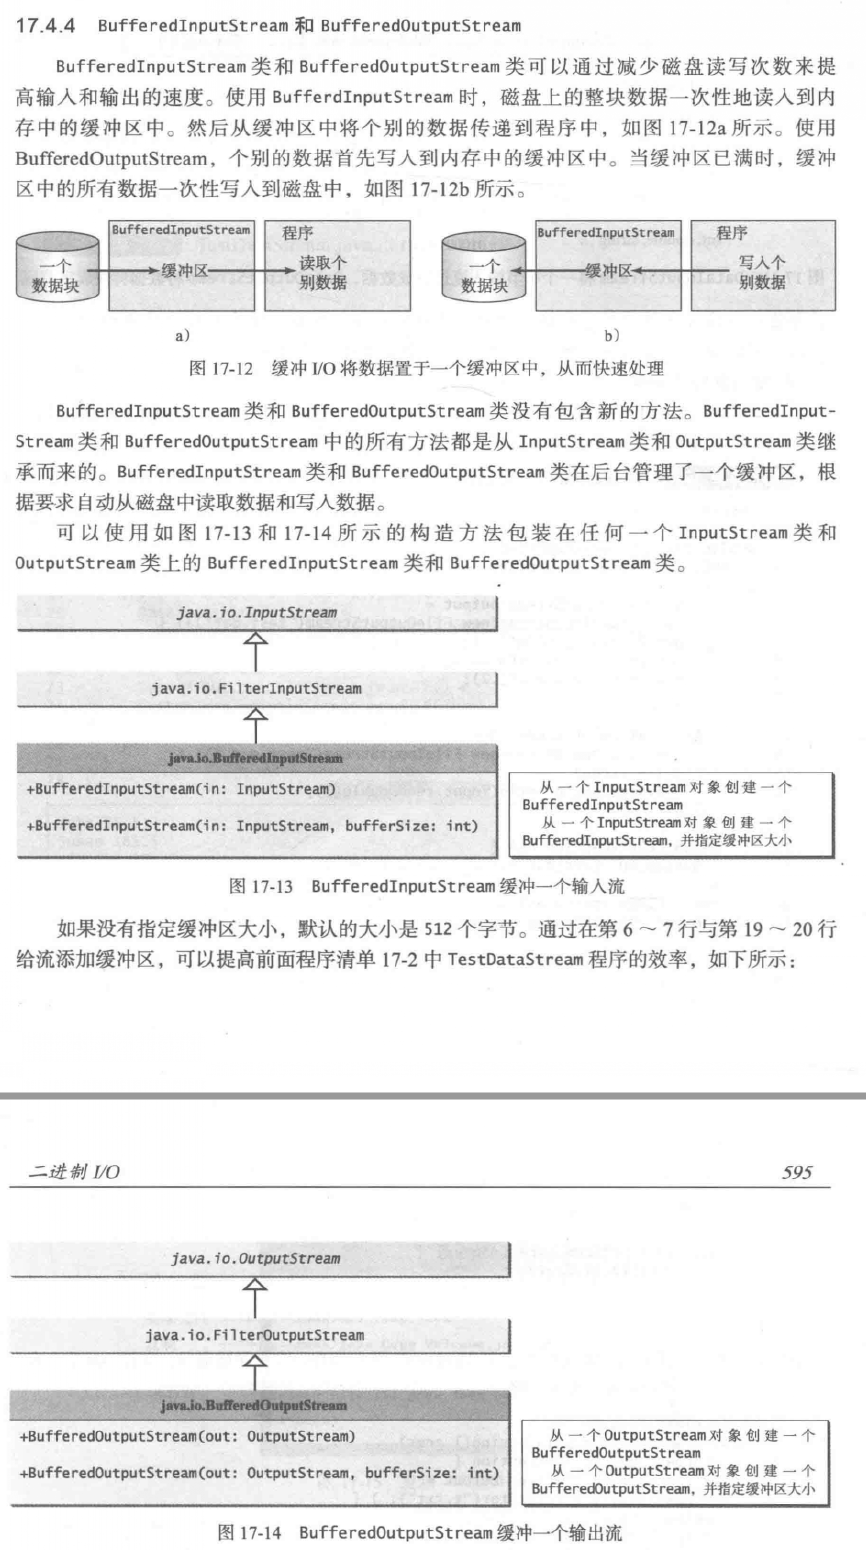 17.4.4 BufferedInputStream 和 BufferedOutputStream
BufferedInputStream 类和 BufferedOutputStream 类可以通过减少磁盘读写次数来提
高输入和输出的速度。使用 BufferdInputStream 时，磁盘上的整块数据一次性地读入到内
存中的缓冲区中。然后从缓冲区中将个别的数据传递到程序中，如图 17-12a 所示。使用
BufferedOutputStream，个别的数据首先写入到内存中的缓冲区中。当缓冲区已满时，缓冲
区中的所有数据一次性写入到磁盘中，如图 17-12b 所示。
一个
数据块
BufferedInputStream
缓冲区
程序
读取个
别数据
a)
一个
数据块
BufferedInputStream
缓冲区
程序
写入个
别数据
b)
图 17-12 缓冲 I/O 将数据置于一个缓冲区中，从而快速处理
BufferedInputStream 类和 BufferedOutputStream 类没有包含新的方法。BufferedInput-
Stream 类和 BufferedOutputStream 中的所有方法都是从 InputStream 类和 OutputStream 类继
承而来的。BufferedInputStream 类和 BufferedOutputStream 类在后台管理了一个缓冲区，根
据要求自动从磁盘中读取数据和写入数据。
可以使用如图 17-13 和 17-14 所示的构造方法包装在任何一个 InputStream 类和
OutputStream 类上的 BufferedInputStream 类和 BufferedOutputStream 类。
java.io.InputStream
java.io.FilterInputStream
java.io.BufferedInputStream
+BufferedInputStream(in: InputStream)
+BufferedInputStream(in: InputStream, bufferSize: int)
从一个 InputStream 对象创建一个
BufferedInputStream
从一个 InputStream 对象创建一个
BufferedInputStream，并指定缓冲区大小
图 17-13 BufferedInputStream 缓冲一个输入流
如果没有指定缓冲区大小，默认的大小是 512 个字节。通过在第 6 ～ 7 行与第 19 ～ 20 行
给流添加缓冲区，可以提高前面程序清单 17-2 中 TestDataStream 程序的效率，如下所示：
二进制 I/O 595
java.io.OutputStream
java.io.FilterOutputStream
java.io.BufferedOutputStream
+BufferedOutputStream(out: OutputStream)
+BufferedOutputStream(out: OutputStream, bufferSize: int)
从一个 OutputStream 对象创建一个
BufferedOutputStream
从一个 OutputStream 对象创建一个
BufferedOutputStream，并指定缓冲区大小
图 17-14 BufferedOutputStream 缓冲一个输出流